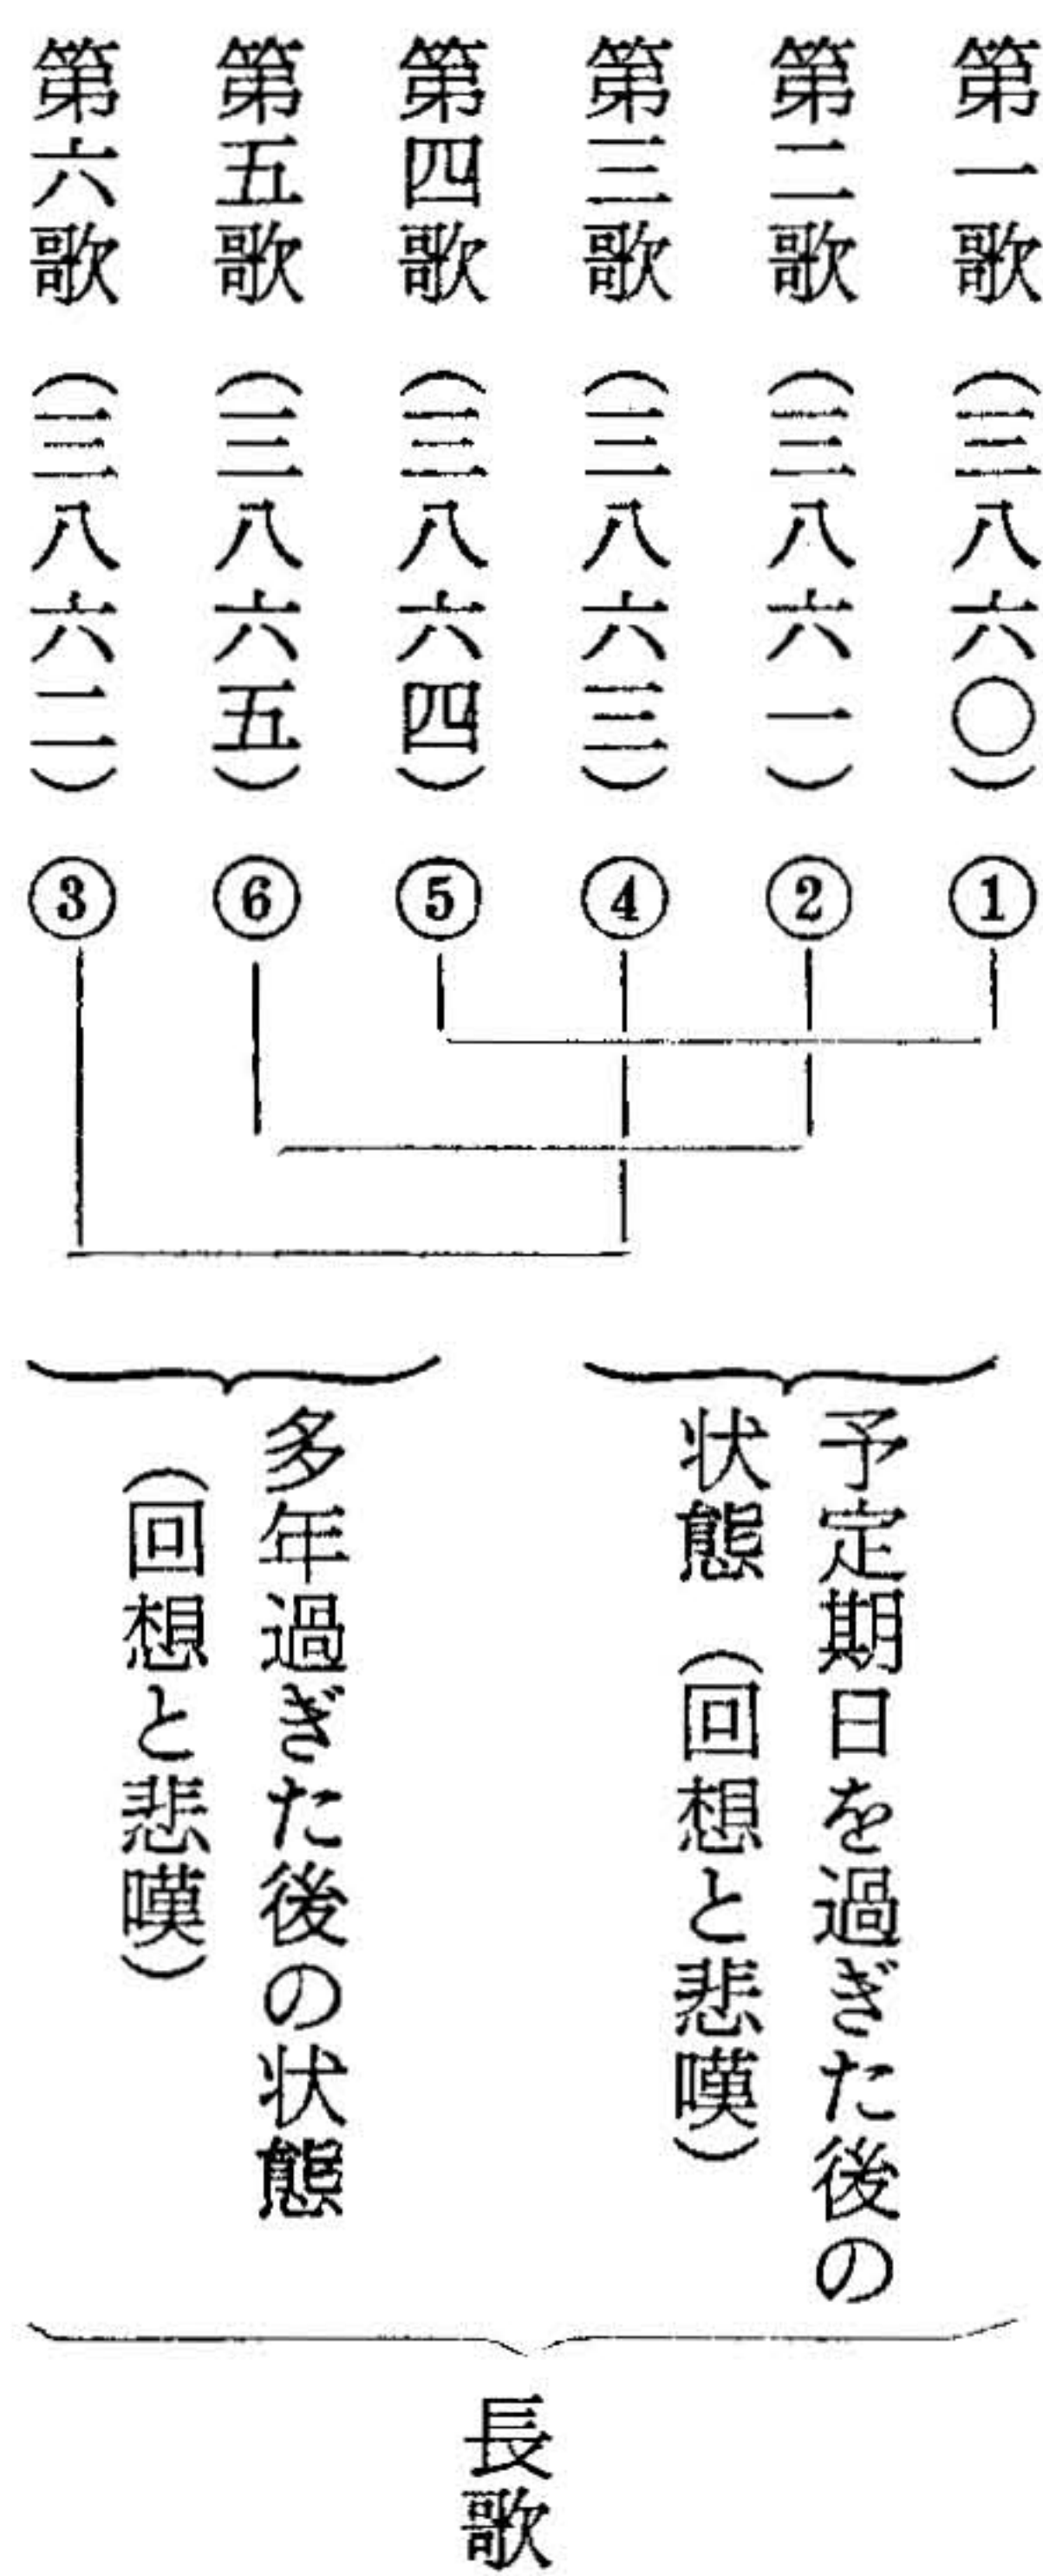 第一歌（三八六〇）①
第二歌（三八六一）②
第三歌（三八六三）④
第四歌（三八六四）⑤
第五歌（三八六五）⑥
第六歌（三八六二）③
予定期日を過ぎた後の
状態（回想と悲嘆）
多年過ぎた後の状態
（回想と悲嘆）
長歌